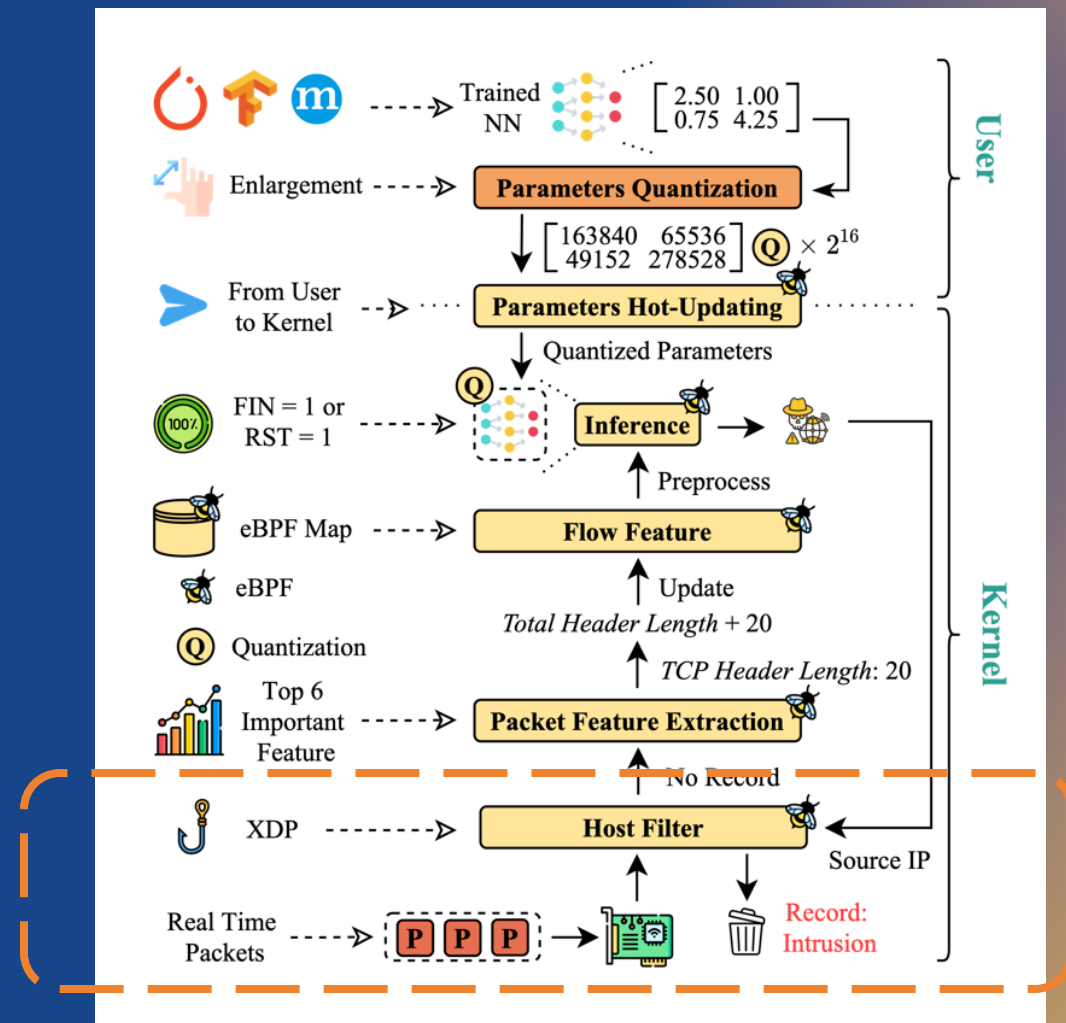 m
Trained
NN
2.50 1.00
0.75 4.25
User
Enlargement
Parameters Quantization
163840 65536
49152 278528
Q × 2^16
From User
to Kernel
Parameters Hot-Updating
Quantized Parameters
Q
100%
FIN = 1 or
RST = 1
Inference
Preprocess
eBPF Map
Flow Feature
eBPF
Update
Total Header Length + 20
Q Quantization
TCP Header Length: 20
Kernel
Top 6
Important
Feature
Packet Feature Extraction
No Record
XDP
Host Filter
Source IP
Real Time
Packets
P P P
Record:
Intrusion